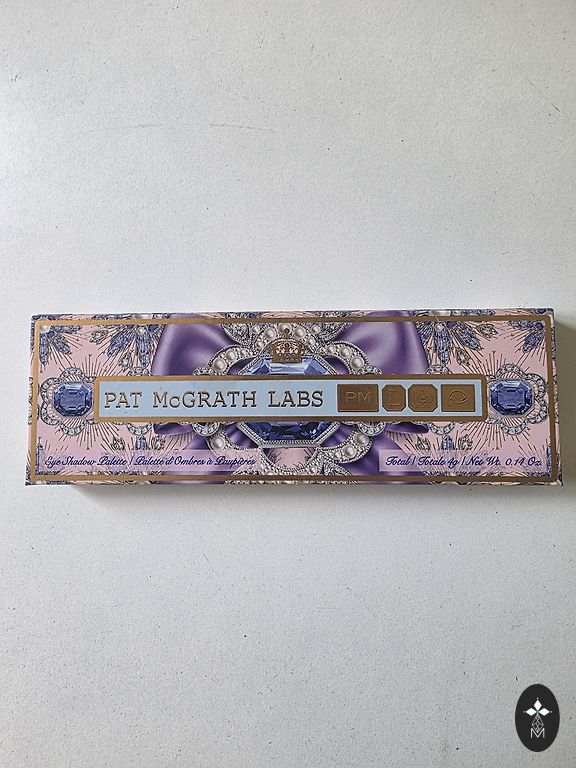 PAT McGRATH LABS PM L A
Eye Shadow Palette | Palette d'Ombres à Paupières
Total | Totale 4g | Net Wt. 0.14 Oz.
M